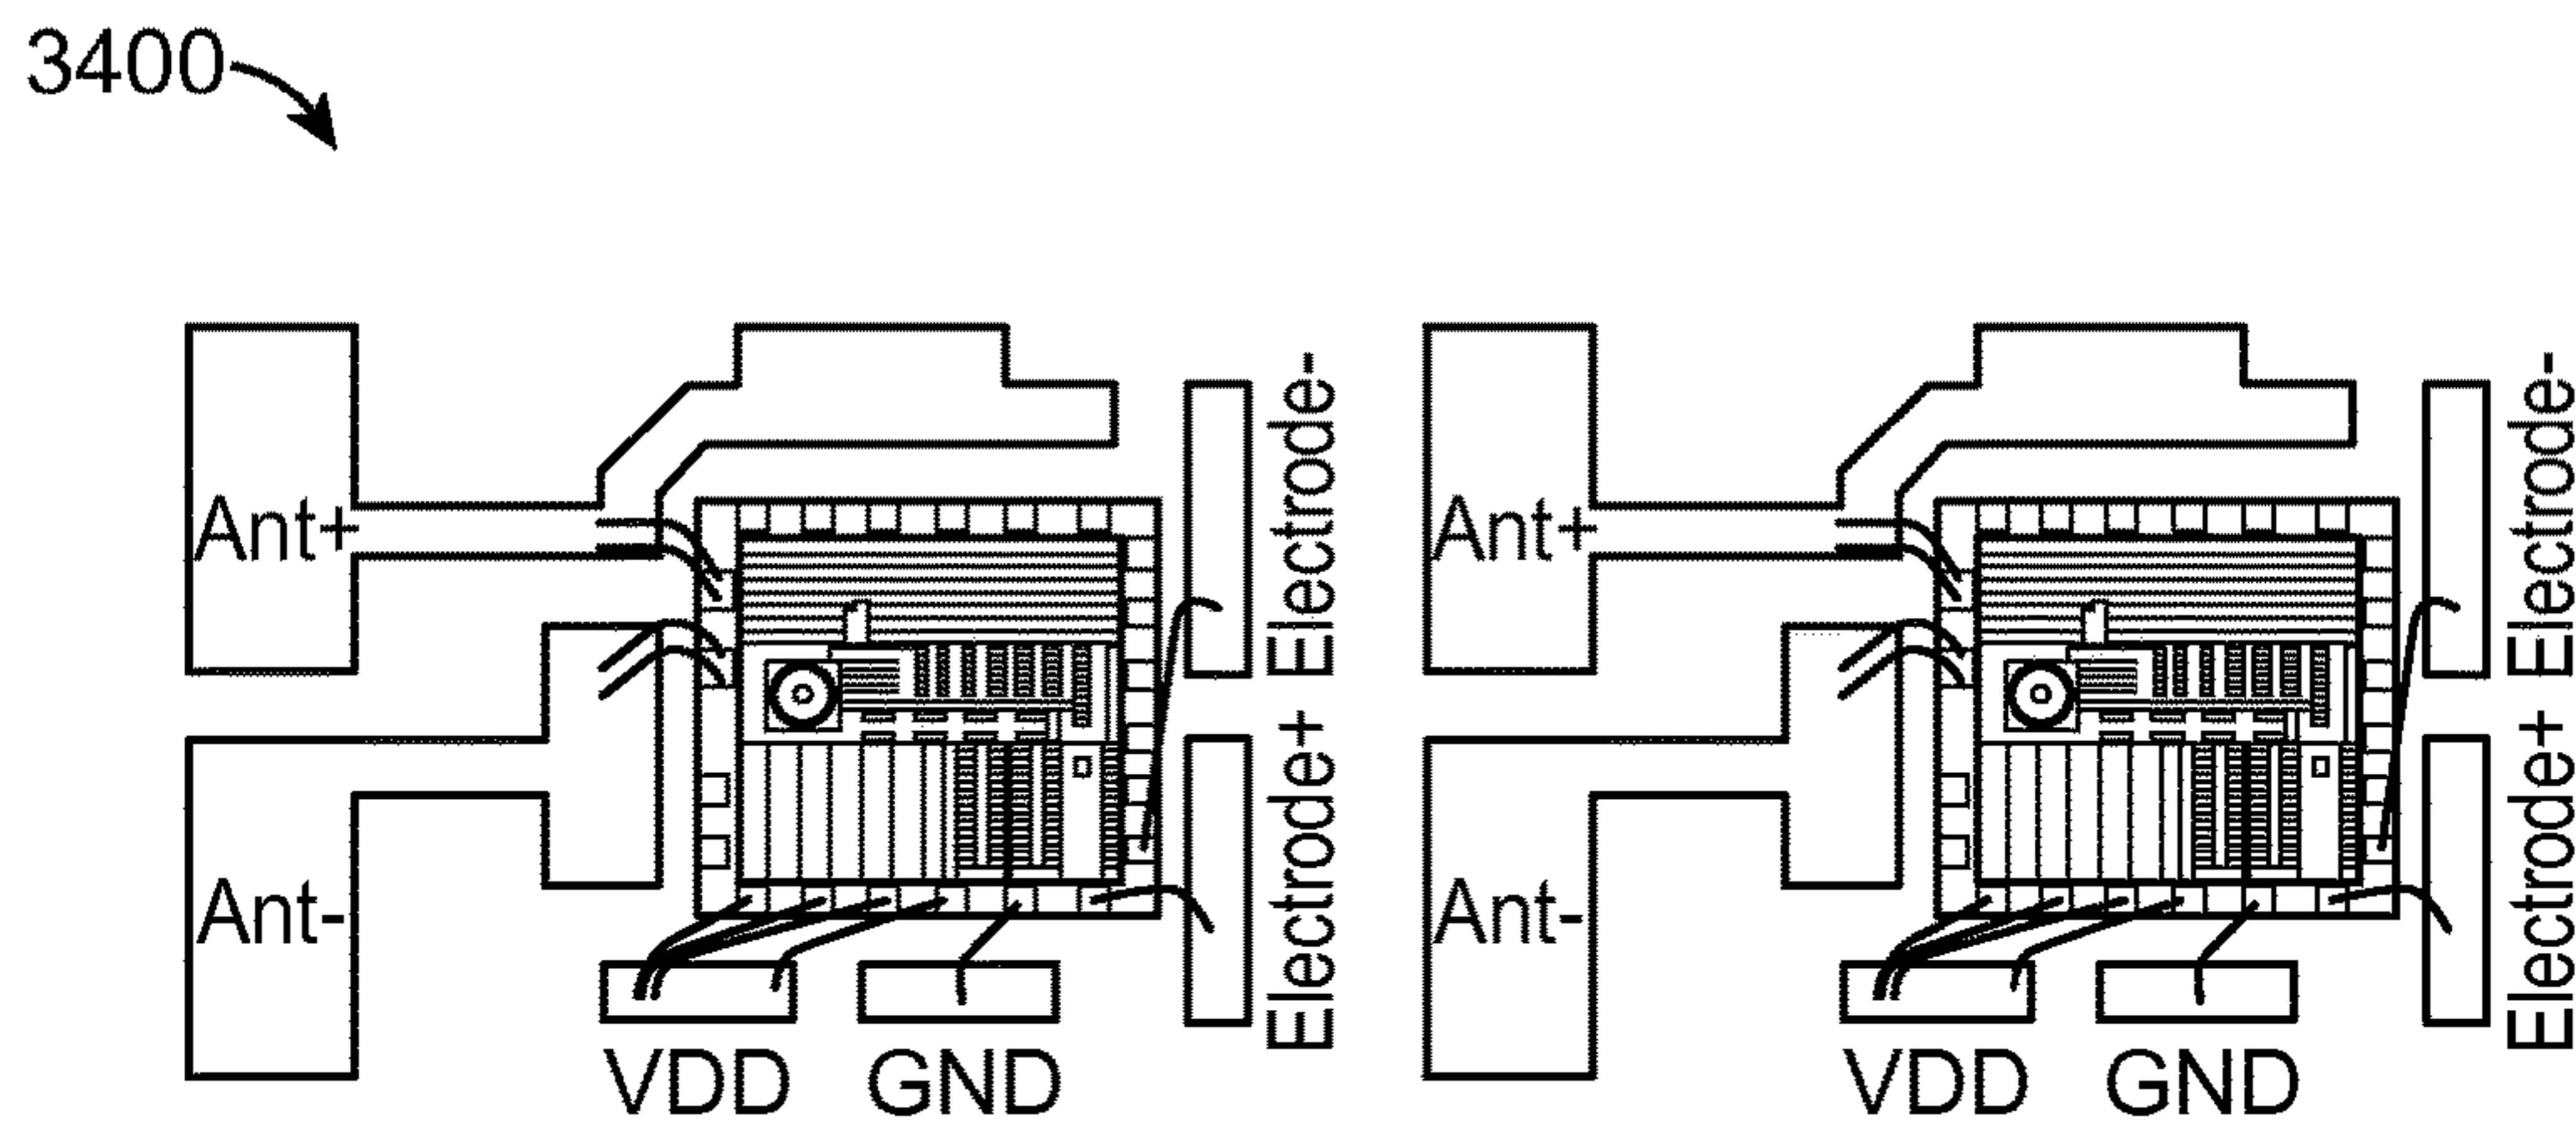 3400
Ant+
Ant-
VDD
GND
Electrode+ Electrode-
Ant+
Ant-
VDD
GND
Electrode+ Electrode-